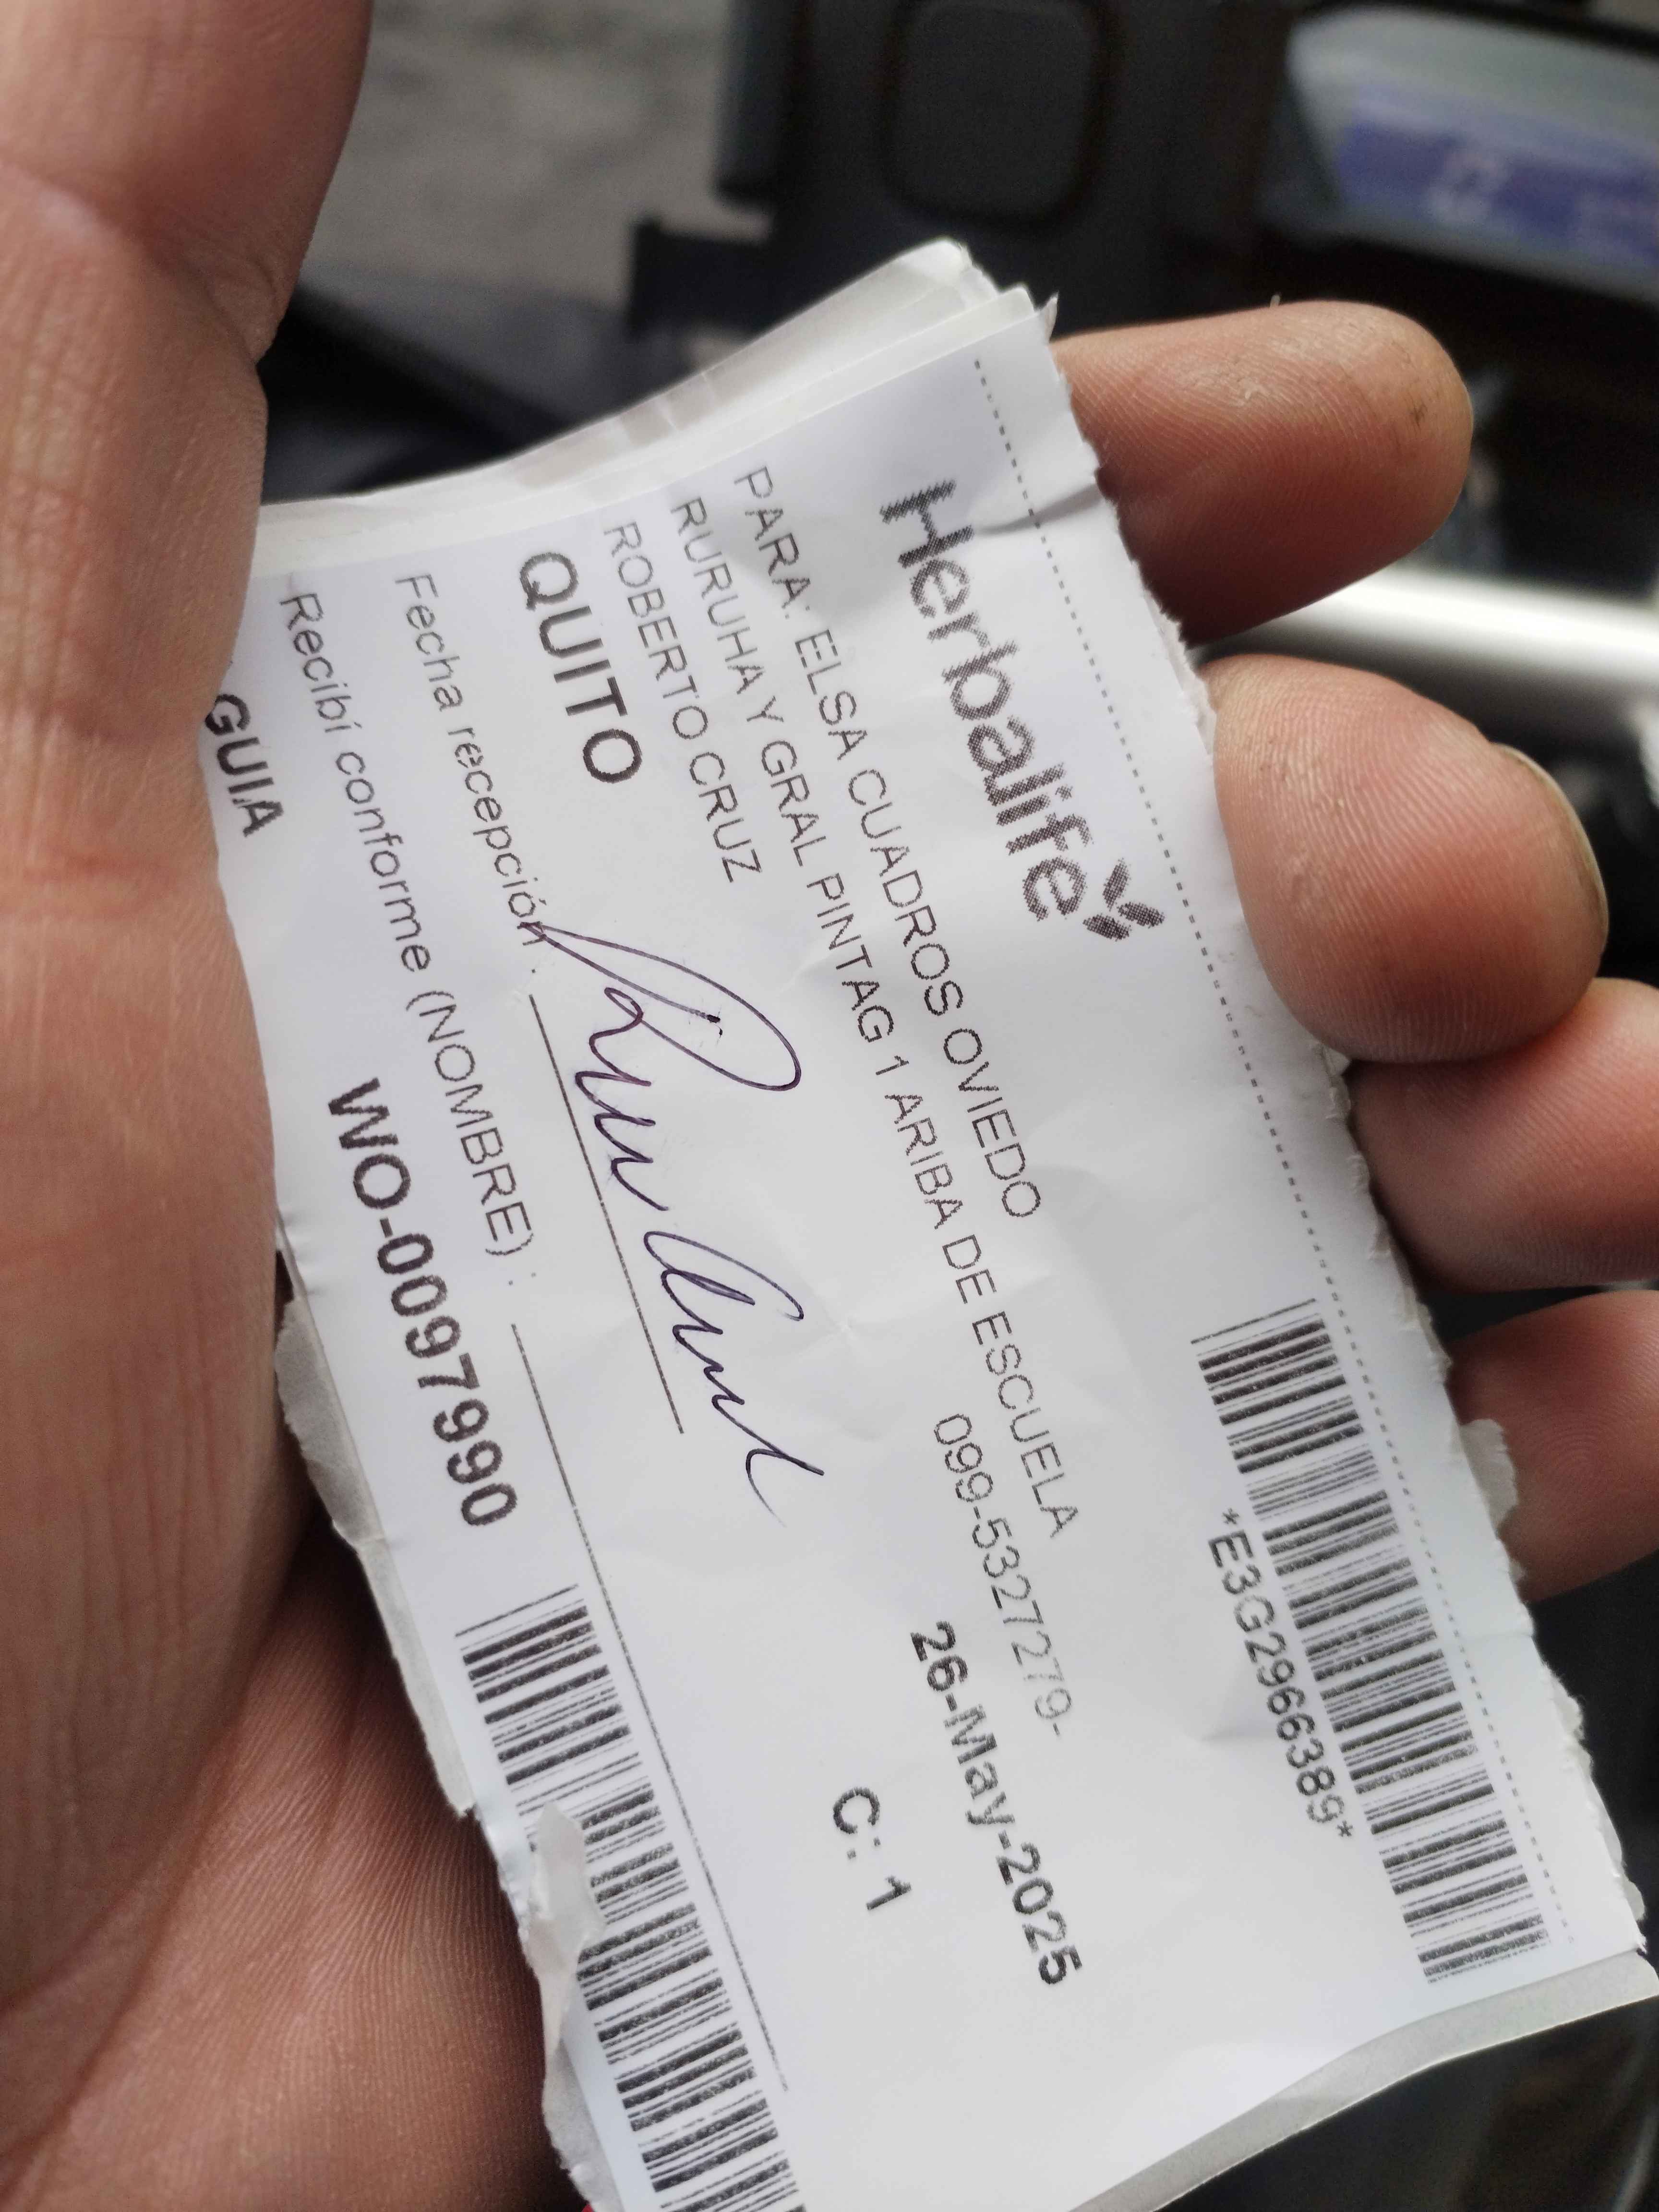 Herbalife
*E3G29663389*
PARA: ELSA CUADROS OVIEDO
RURUHA Y GRAL PINTAG 1 ARIBA DE ESCUELA
ROBERTO CRUZ
099-5327279-
QUITO
26-May-2025
C: 1
Fecha recepción :
Recibí conforme (NOMBRE) :
GUIA
WO-0097990